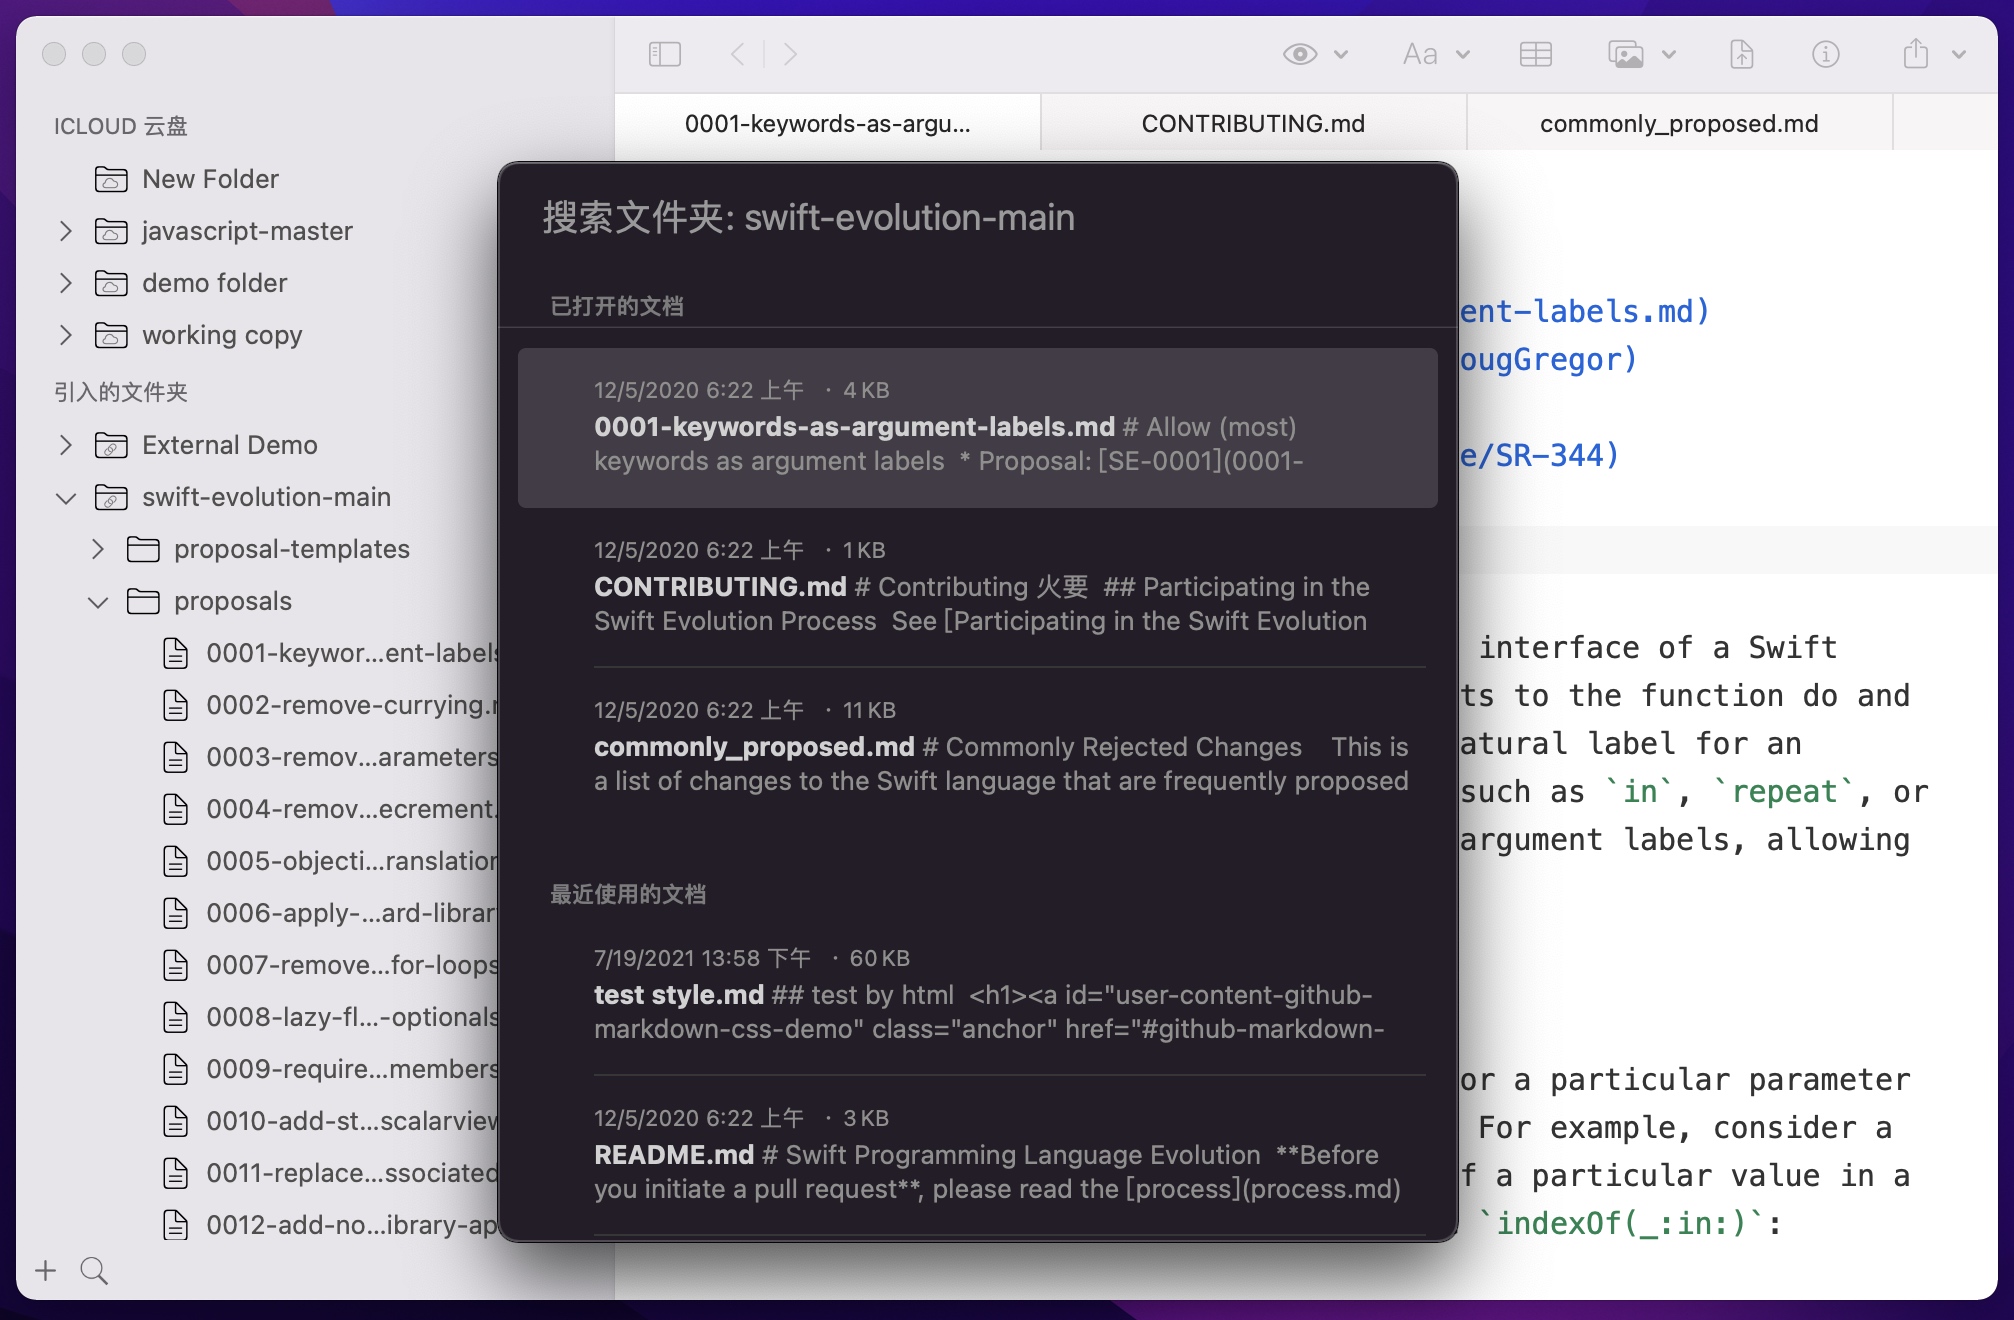 ICLOUD 云盘
New Folder
javascript-master
demo folder
working copy
引入的文件夹
External Demo
swift-evolution-main
proposal-templates
proposals
0001-keywor...ent-labels
0002-remove-currying.
0003-remov...arameters
0004-remov...ecrement.
0005-objecti...ranslation
0006-apply-...ard-librar
0007-remove...for-loops
0008-lazy-fl...-optionals
0009-require...members
0010-add-st...scalarview
0011-replace...ssociated
0012-add-no...ibrary-ap
Aa
0001-keywords-as-argu...
CONTRIBUTING.md
commonly_proposed.md
搜索文件夹: swift-evolution-main
已打开的文档
12/5/2020 6:22 上午 · 4 KB
0001-keywords-as-argument-labels.md # Allow (most)
keywords as argument labels * Proposal: [SE-0001](0001-
12/5/2020 6:22 上午 · 1 KB
CONTRIBUTING.md # Contributing 火要 ## Participating in the
Swift Evolution Process See [Participating in the Swift Evolution
12/5/2020 6:22 上午 · 11 KB
commonly_proposed.md # Commonly Rejected Changes This is
a list of changes to the Swift language that are frequently proposed
最近使用的文档
7/19/2021 13:58 下午 · 60 KB
test style.md ## test by html <h1><a id="user-content-github-
markdown-css-demo" class="anchor" href="#github-markdown-
12/5/2020 6:22 上午 · 3 KB
README.md # Swift Programming Language Evolution **Before
you initiate a pull request**, please read the [process](process.md)
ent-labels.md)
ougGregor)
e/SR-344)
interface of a Swift
ts to the function do and
atural label for an
such as `in`, `repeat`, or
argument labels, allowing
or a particular parameter
For example, consider a
f a particular value in a
`indexOf(_:in:)`: